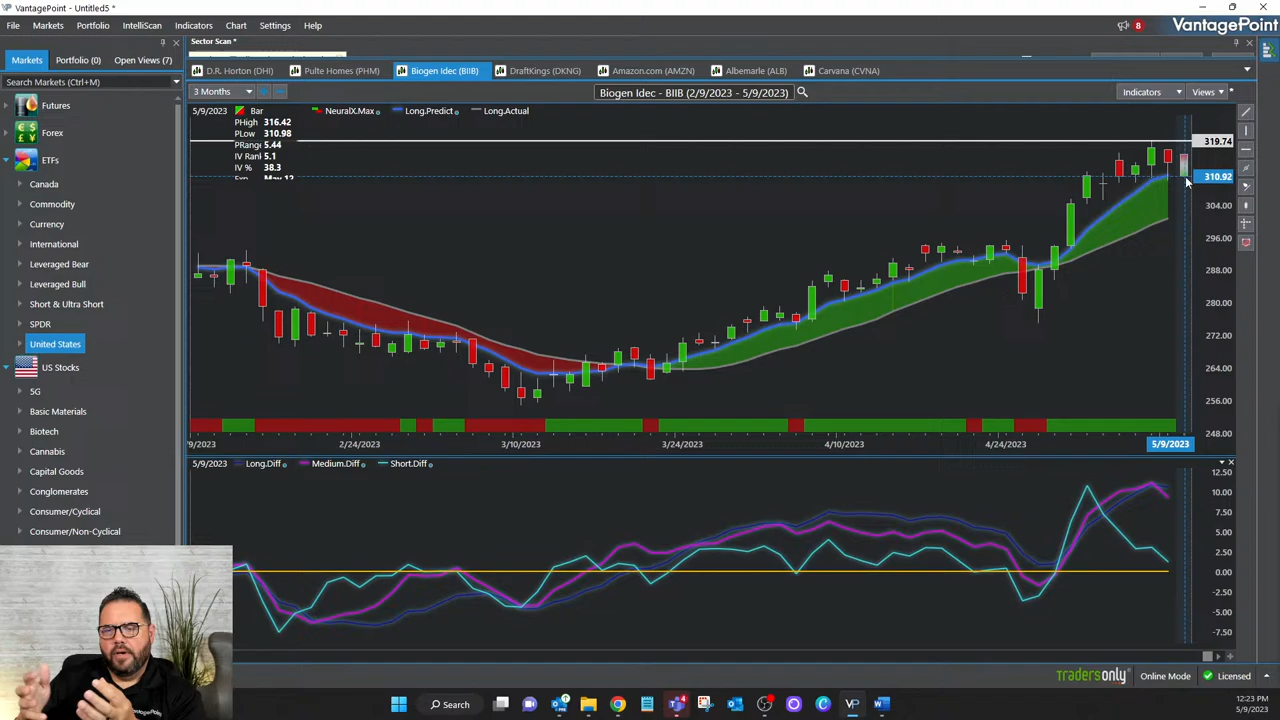 VantagePoint - Untitled5 *
File Markets Portfolio IntelliScan Indicators Chart Settings Help
8 VantagePoint
Sector Scan *
Markets Portfolio (0) Open Views (7)
D.R. Horton (DHI) Pulte Homes (PHM) Biogen Idec (BIIB) DraftKings (DKNG) Amazon.com (AMZN) Albemarle (ALB) Carvana (CVNA)
Search Markets (Ctrl+M)
3 Months Biogen Idec - BIIB (2/9/2023 - 5/9/2023) Indicators Views
Futures
Forex
ETFs
Canada
Commodity
Currency
International
Leveraged Bear
Leveraged Bull
Short & Ultra Short
SPDR
United States
US Stocks
5G
Basic Materials
Biotech
Cannabis
Capital Goods
Conglomerates
Consumer/Cyclical
Consumer/Non-Cyclical
5/9/2023 Bar NeuralX.Max Long.Predict Long.Actual
PHigh 316.42
PLow 310.98
PRange 5.44
IV Rank 5.1
IV % 38.3
Exp May 12
319.74
310.92
304.00
296.00
288.00
280.00
272.00
264.00
256.00
248.00
/9/2023 2/24/2023 3/10/2023 3/24/2023 4/10/2023 4/24/2023 5/9/2023
5/9/2023 Long.Diff Medium.Diff Short.Diff
12.50
10.00
7.50
5.00
2.50
0.00
-2.50
-5.00
-7.50
tradersonly Online Mode Licensed
Search
4
VP
12:23 PM
5/9/2023